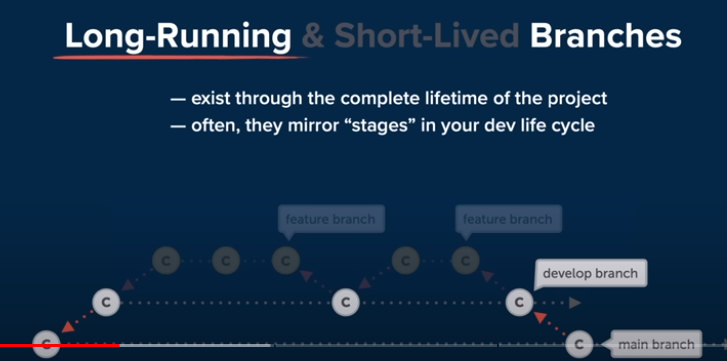 Long-Running & Short-Lived Branches
— exist through the complete lifetime of the project
— often, they mirror “stages” in your dev life cycle
feature branch
feature branch
C
C
C
C
C
develop branch
C
C
C
C
C
main branch